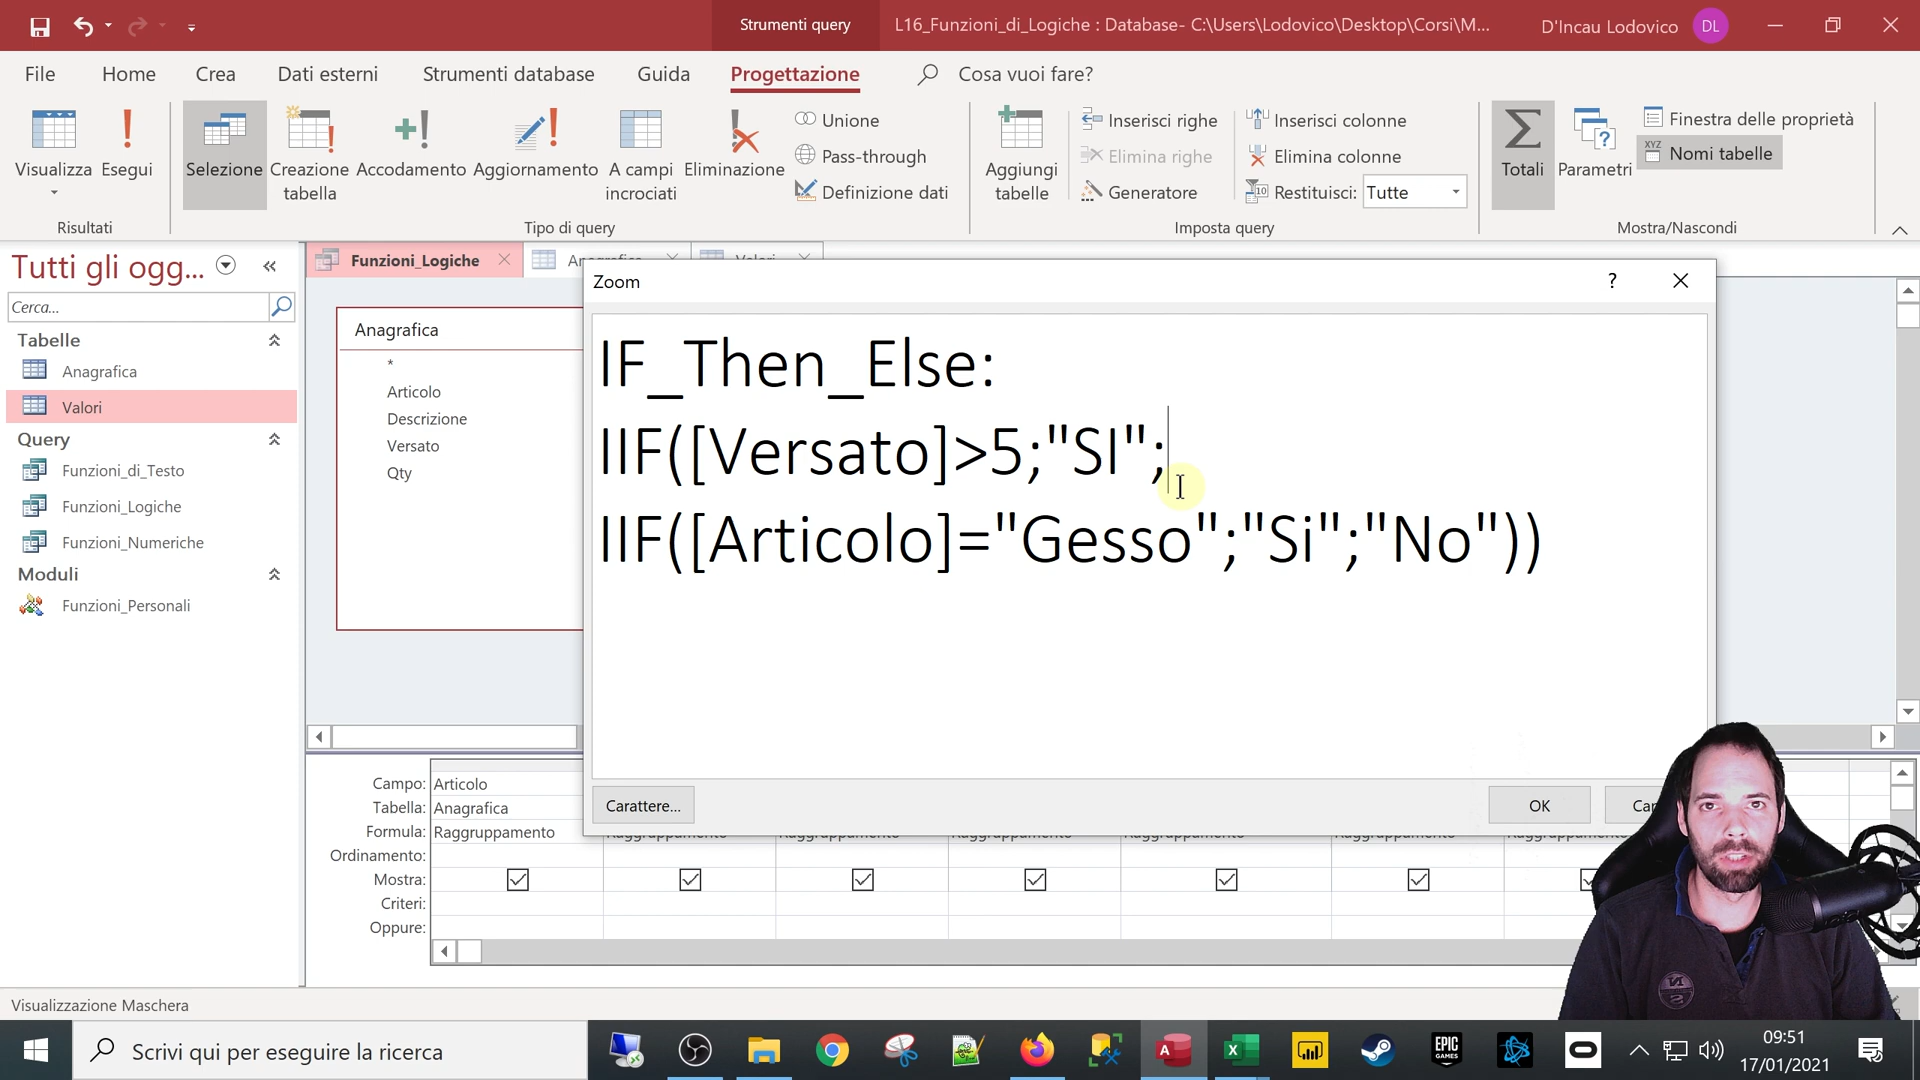 Strumenti query
L16_Funzioni_di_Logiche : Database- C:\Users\Lodovico\Desktop\Corsi\M...
D'Incau Lodovico
DL
File
Home
Crea
Dati esterni
Strumenti database
Guida
Progettazione
Cosa vuoi fare?
Visualizza
Esegui
Risultati
Selezione
Creazione tabella
Accodamento
Aggiornamento
A campi incrociati
Eliminazione
Unione
Pass-through
Definizione dati
Tipo di query
Aggiungi tabelle
Inserisci righe
Elimina righe
Generatore
Inserisci colonne
Elimina colonne
Restituisci: Tutte
Imposta query
Totali
Parametri
Finestra delle proprietà
Nomi tabelle
Mostra/Nascondi
Tutti gli ogg...
Cerca...
Tabelle
Anagrafica
Valori
Query
Funzioni_di_Testo
Funzioni_Logiche
Funzioni_Numeriche
Moduli
Funzioni_Personali
Funzioni_Logiche
Anagrafica
*
Articolo
Descrizione
Versato
Qty
Zoom
IF_Then_Else:
IIF([Versato]>5;"SI";
IIF([Articolo]="Gesso";"Si";"No"))
Carattere...
OK
Campo: Articolo
Tabella: Anagrafica
Formula: Raggruppamento
Ordinamento:
Mostra:
Criteri:
Oppure:
Visualizzazione Maschera
Scrivi qui per eseguire la ricerca
EPIC GAMES
09:51
17/01/2021